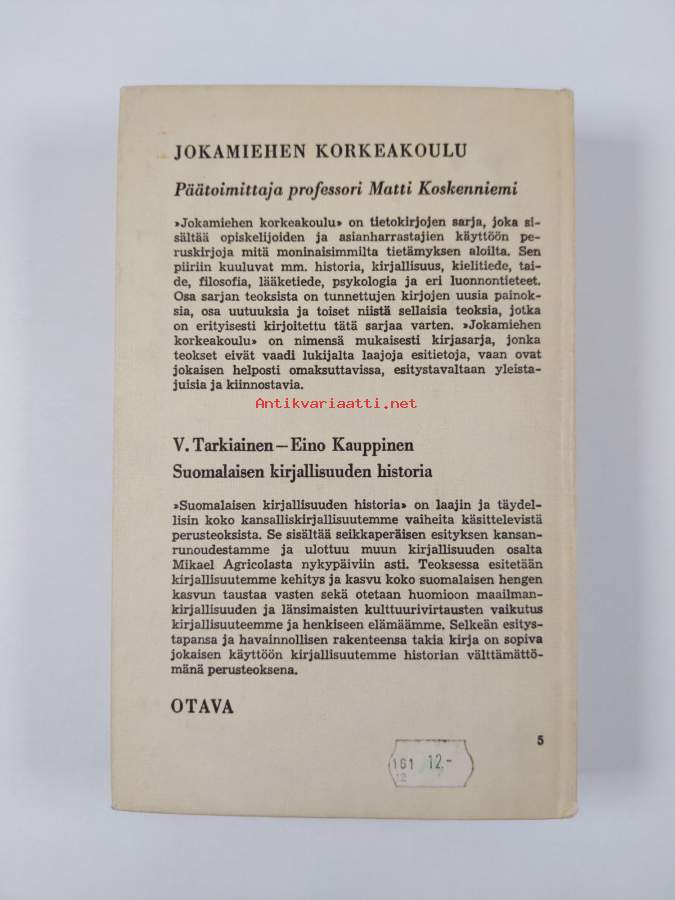 JOKAMIEHEN KORKEAKOULU
Päätoimittaja professori Matti Koskenniemi
»Jokamiehen korkeakoulu» on tietokirjojen sarja, joka si-
sältää opiskelijoiden ja asianharrastajien käyttöön pe-
ruskirjoja mitä moninaisimmilta tietämyksen aloilta. Sen
piiriin kuuluvat mm. historia, kirjallisuus, kielitiede, tai-
de, filosofia, lääketiede, psykologia ja eri luonnontieteet.
Osa sarjan teoksista on tunnettujen kirjojen uusia painok-
sia, osa uutuuksia ja toiset niistä sellaisia teoksia, jotka
on erityisesti kirjoitettu tätä sarjaa varten. »Jokamiehen
korkeakoulu» on nimensä mukaisesti kirjasarja, jonka
teokset eivät vaadi lukijalta laajoja esitietoja, vaan ovat
jokaisen helposti omaksuttavissa, esitystavaltaan yleista-
juisia ja kiinnostavia.
Antikvariaatti.net
V. Tarkiainen—Eino Kauppinen
Suomalaisen kirjallisuuden historia
»Suomalaisen kirjallisuuden historia» on laajin ja täydel-
lisin koko kansalliskirjallisuutemme vaiheita käsittelevistä
perusteoksista. Se sisältää seikkaperäisen esityksen kansan-
runoudestamme ja ulottuu muun kirjallisuuden osalta
Mikael Agricolasta nykypäiviin asti. Teoksessa esitetään
kirjallisuutemme kehitys ja kasvu koko suomalaisen hengen
kasvun taustaa vasten sekä otetaan huomioon maailman-
kirjallisuuden ja länsimaisten kulttuurivirtausten vaikutus
kirjallisuuteemme ja henkiseen elämäämme. Selkeän esitys-
tapansa ja havainnollisen rakenteensa takia kirja on sopiva
jokaisen käyttöön kirjallisuutemme historian välttämättö-
mänä perusteoksena.
OTAVA
5
161 12.-
12